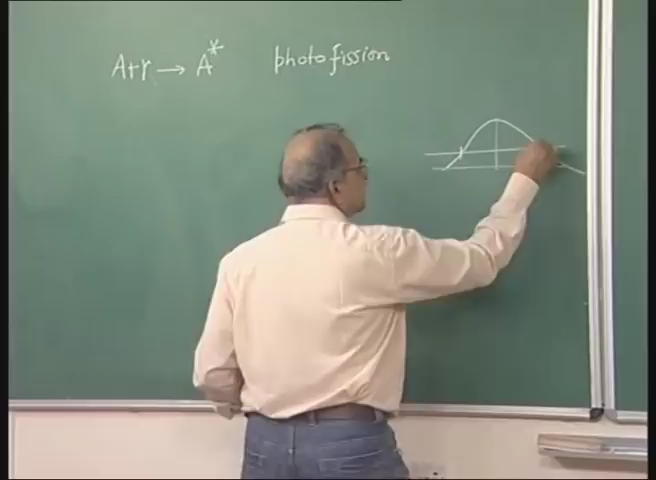 A+γ → A*
photofission